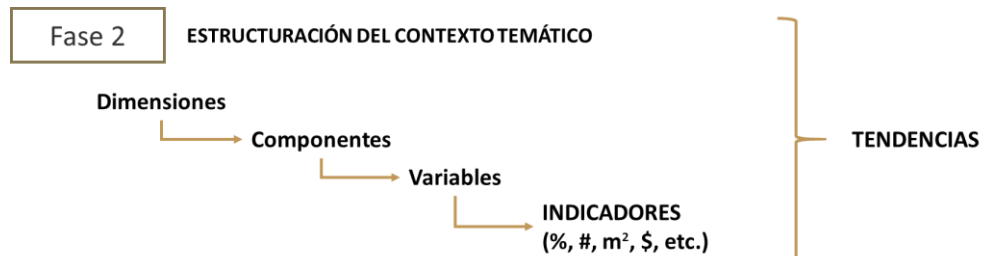 Fase 2
ESTRUCTURACIÓN DEL CONTEXTO TEMÁTICO
Dimensiones
Componentes
TENDENCIAS
Variables
INDICADORES
(%, #, m², $, etc.)